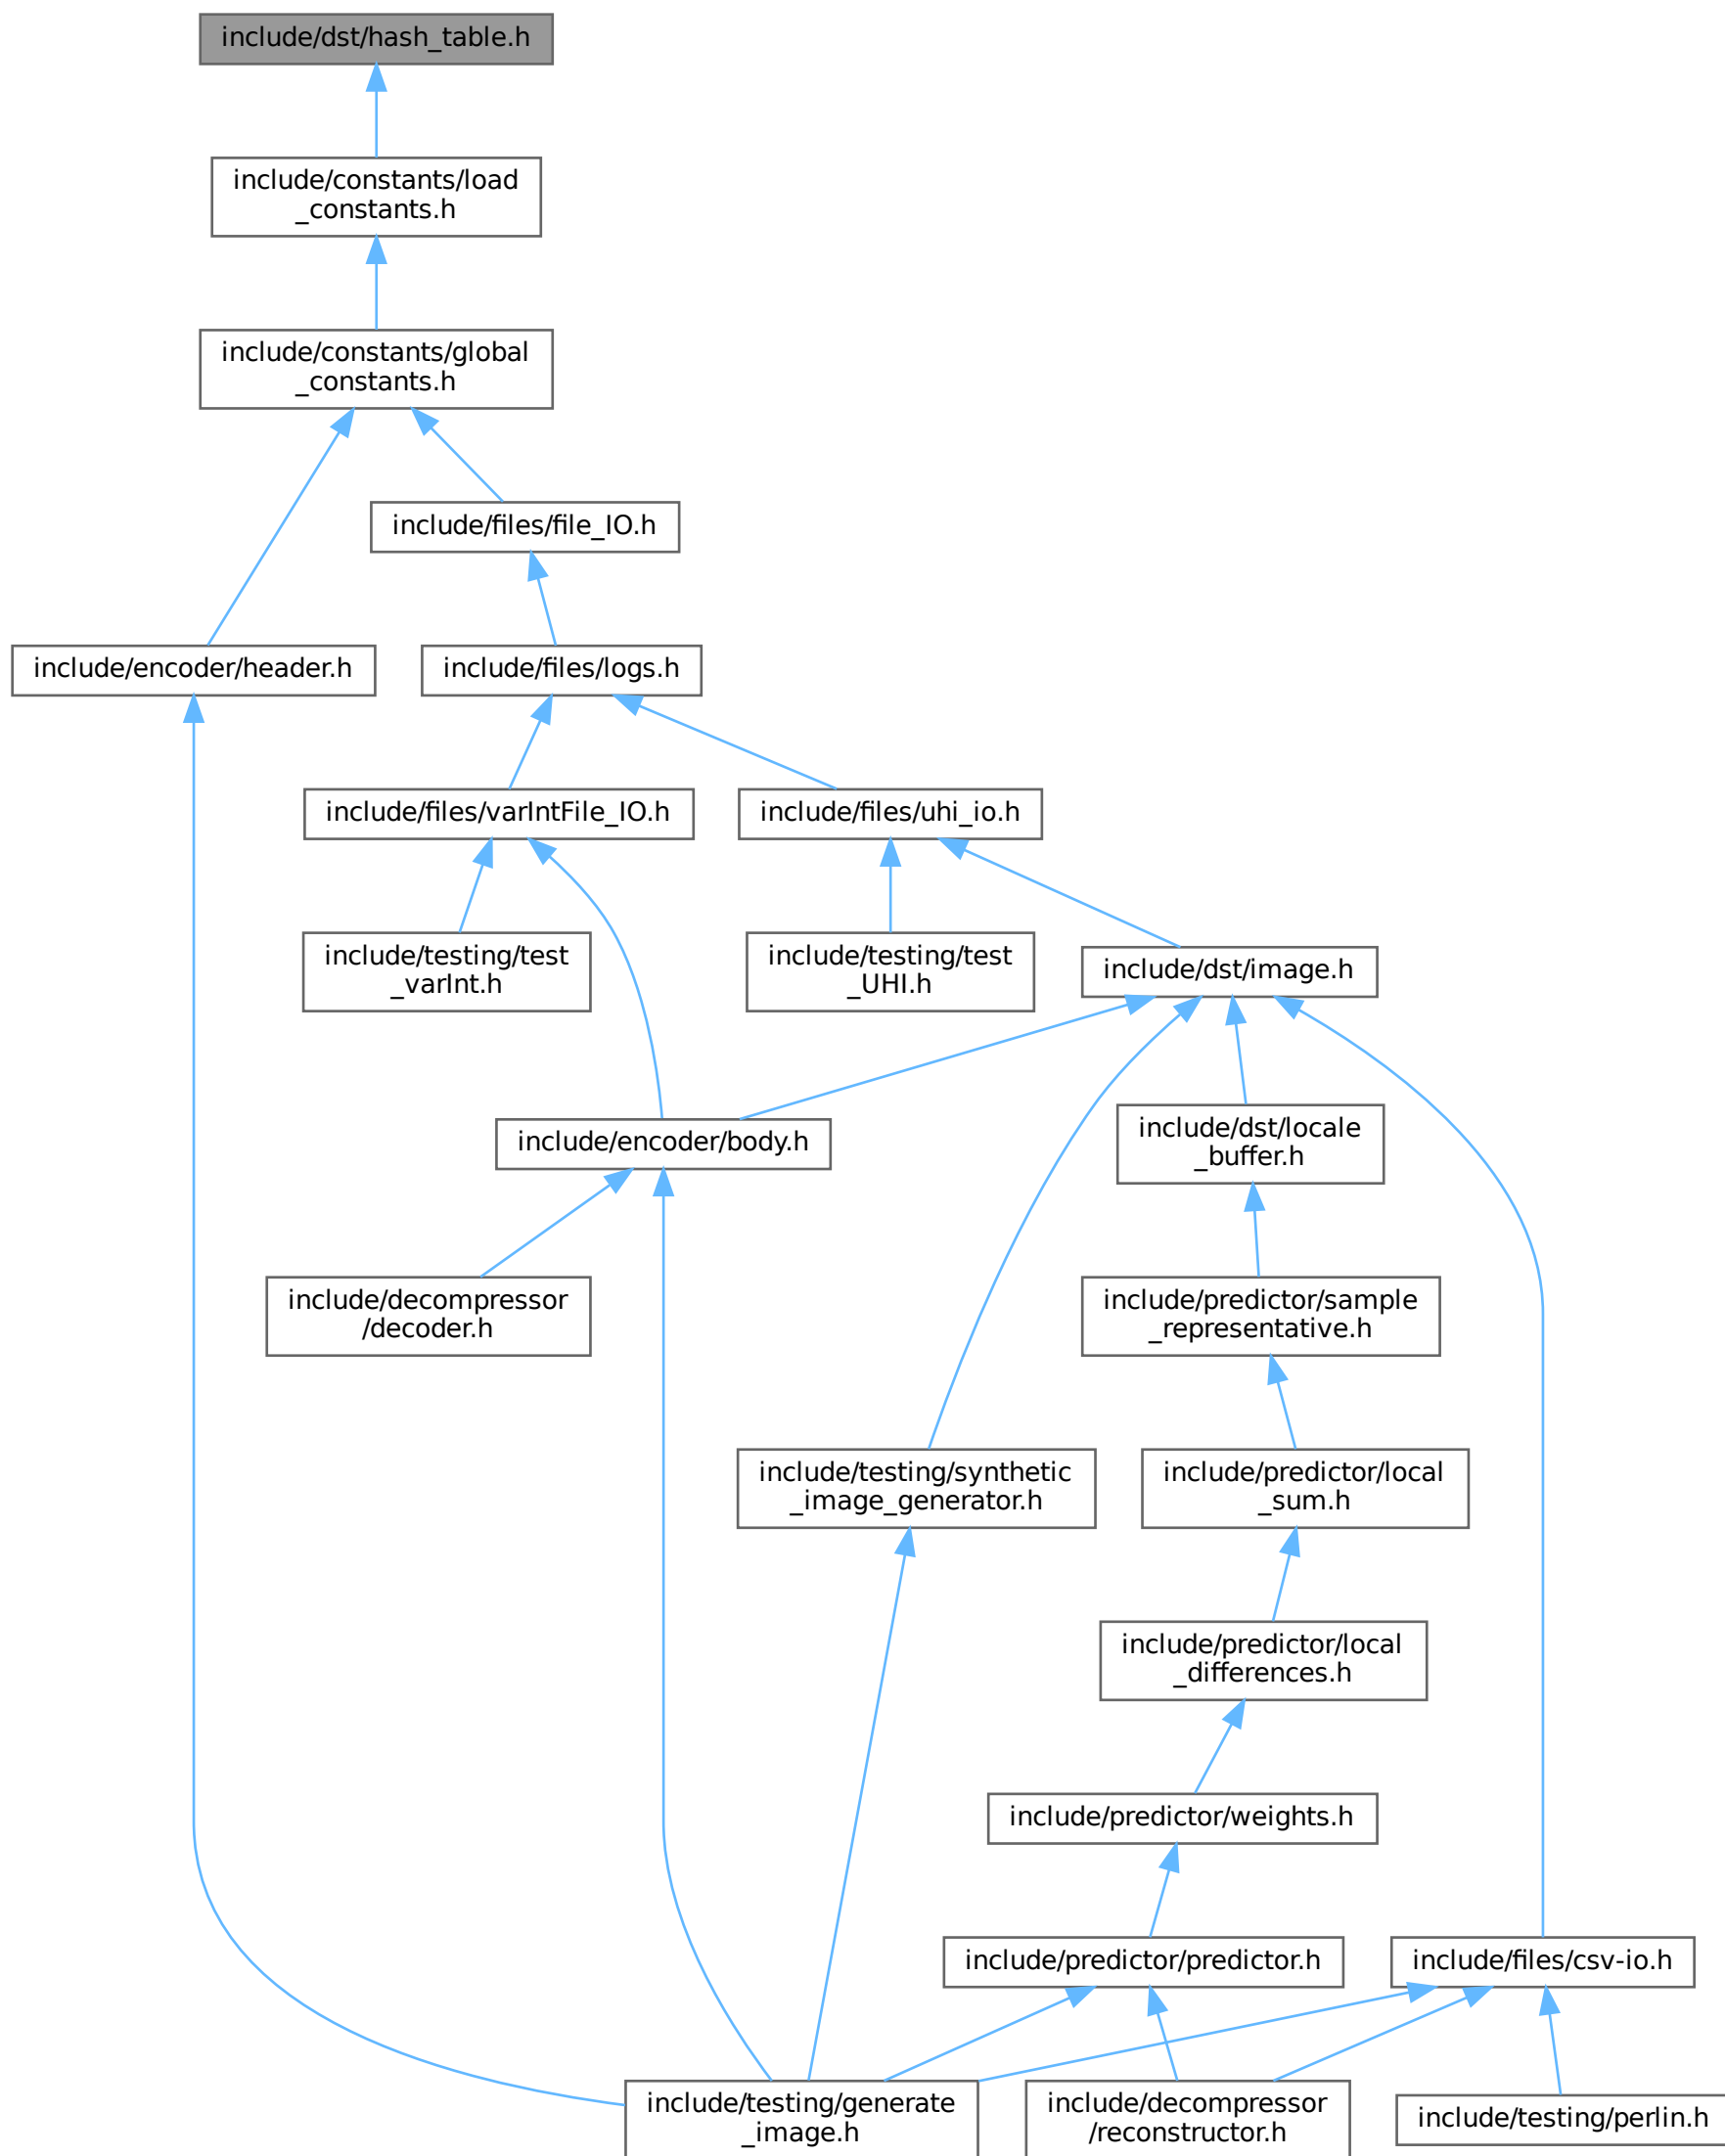 include/dst/hash_table.h
include/constants/load
_constants.h
include/constants/global
_constants.h
include/files/file_IO.h
include/encoder/header.h
include/files/logs.h
include/files/varIntFile_IO.h
include/files/uhi_io.h
include/testing/test
_varInt.h
include/testing/test
_UHI.h
include/dst/image.h
include/encoder/body.h
include/dst/locale
_buffer.h
include/decompressor
/decoder.h
include/predictor/sample
_representative.h
include/testing/synthetic
_image_generator.h
include/predictor/local
_sum.h
include/predictor/local
_differences.h
include/predictor/weights.h
include/predictor/predictor.h
include/files/csv-io.h
include/testing/generate
_image.h
include/decompressor
/reconstructor.h
include/testing/perlin.h